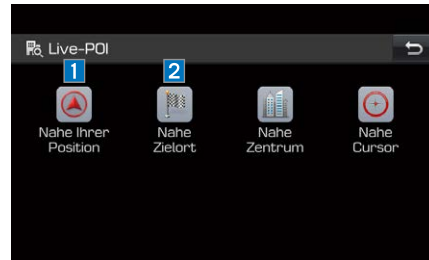 Live-POI
1 2
Nahe Ihrer Position
Nahe Zielort
Nahe Zentrum
Nahe Cursor